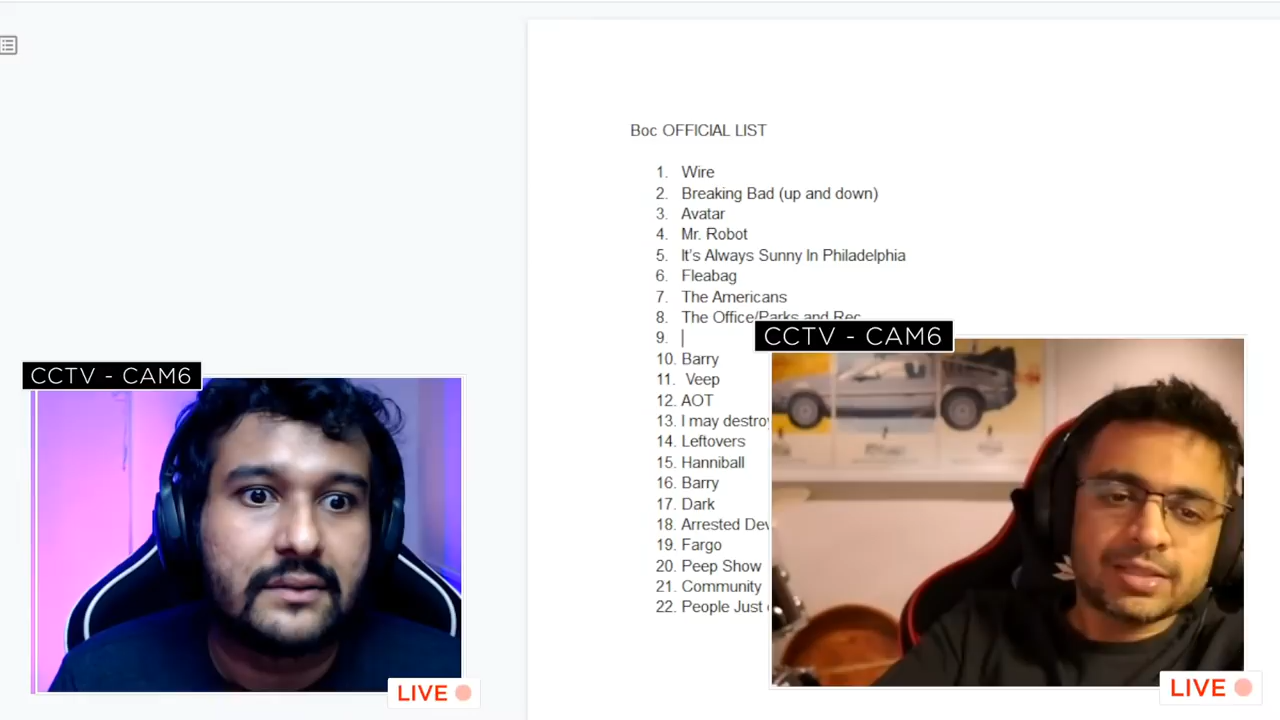 Boc OFFICIAL LIST
1. Wire
2. Breaking Bad (up and down)
3. Avatar
4. Mr. Robot
5. It's Always Sunny In Philadelphia
6. Fleabag
7. The Americans
8. The Office/Parks and Rec
9.
10. Barry
11. Veep
12. AOT
13. I may destroy
14. Leftovers
15. Hanniball
16. Barry
17. Dark
18. Arrested Dev
19. Fargo
20. Peep Show
21. Community
22. People Just
CCTV - CAM6
LIVE
CCTV - CAM6
LIVE